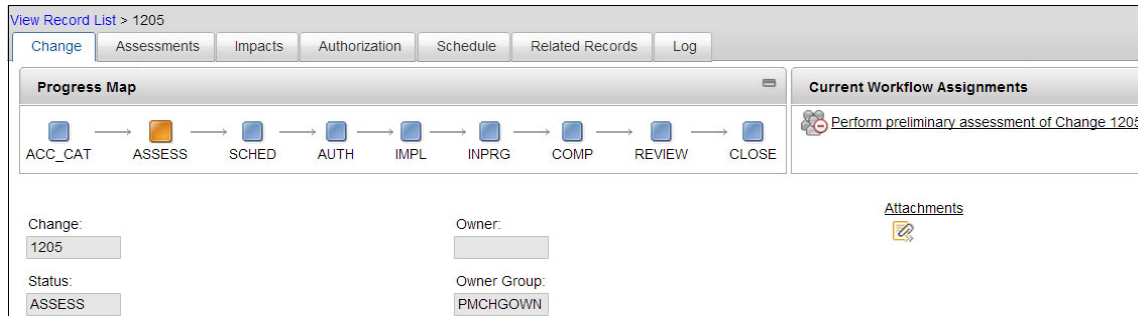 View Record List > 1205
Change Assessments Impacts Authorization Schedule Related Records Log
Progress Map
Current Workflow Assignments
Perform preliminary assessment of Change 1205
ACC_CAT ASSESS SCHED AUTH IMPL INPRG COMP REVIEW CLOSE
Attachments
Change:
Owner:
1205
Status:
Owner Group:
ASSESS
PMCHGOWN